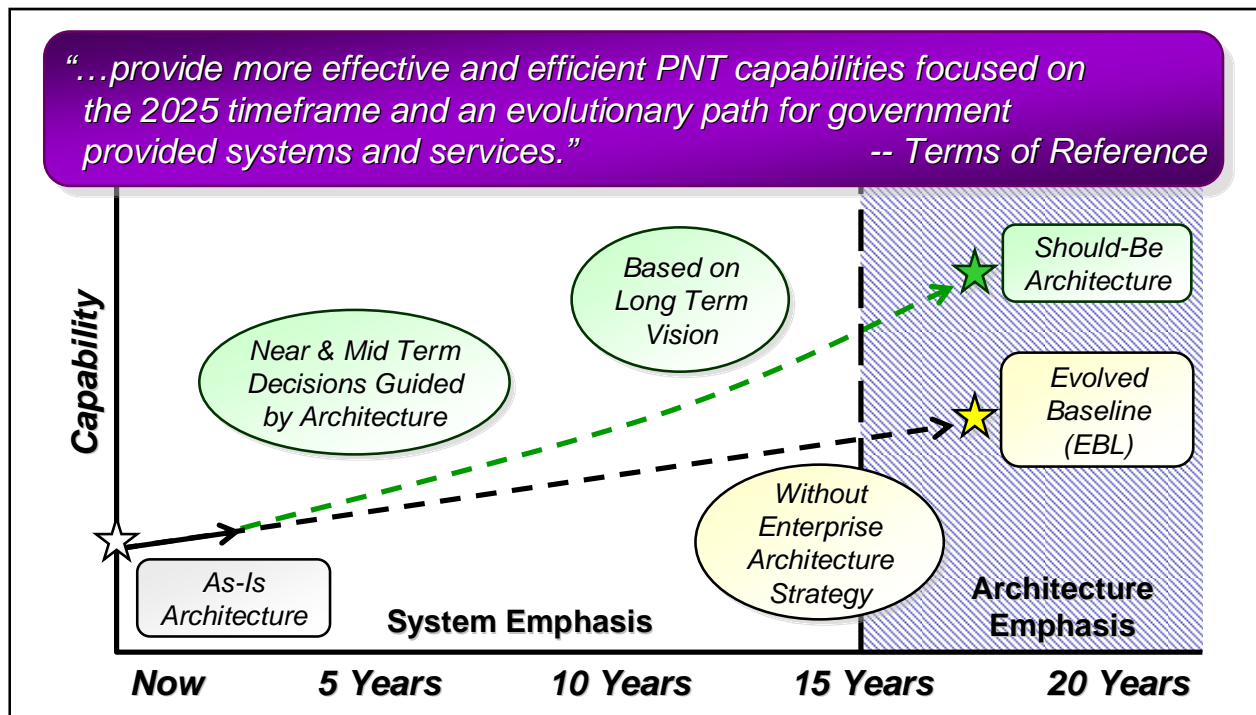 “…provide more effective and efficient PNT capabilities focused on
the 2025 timeframe and an evolutionary path for government
provided systems and services.” -- Terms of Reference
Capability
Should-Be
Architecture
Based on
Long Term
Vision
Near & Mid Term
Decisions Guided
by Architecture
Evolved
Baseline
(EBL)
Without
Enterprise
Architecture
Strategy
As-Is
Architecture
System Emphasis
Architecture
Emphasis
Now 5 Years 10 Years 15 Years 20 Years